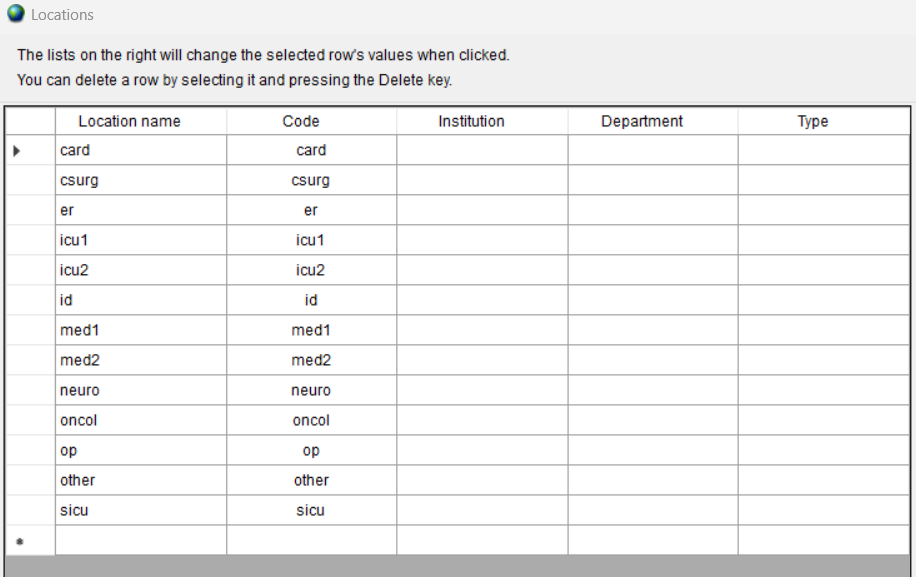 Locations
The lists on the right will change the selected row's values when clicked.
You can delete a row by selecting it and pressing the Delete key.
Location name Code Institution Department Type
card card
csurg csurg
er er
icu1 icu1
icu2 icu2
id id
med1 med1
med2 med2
neuro neuro
oncol oncol
op op
other other
sicu sicu